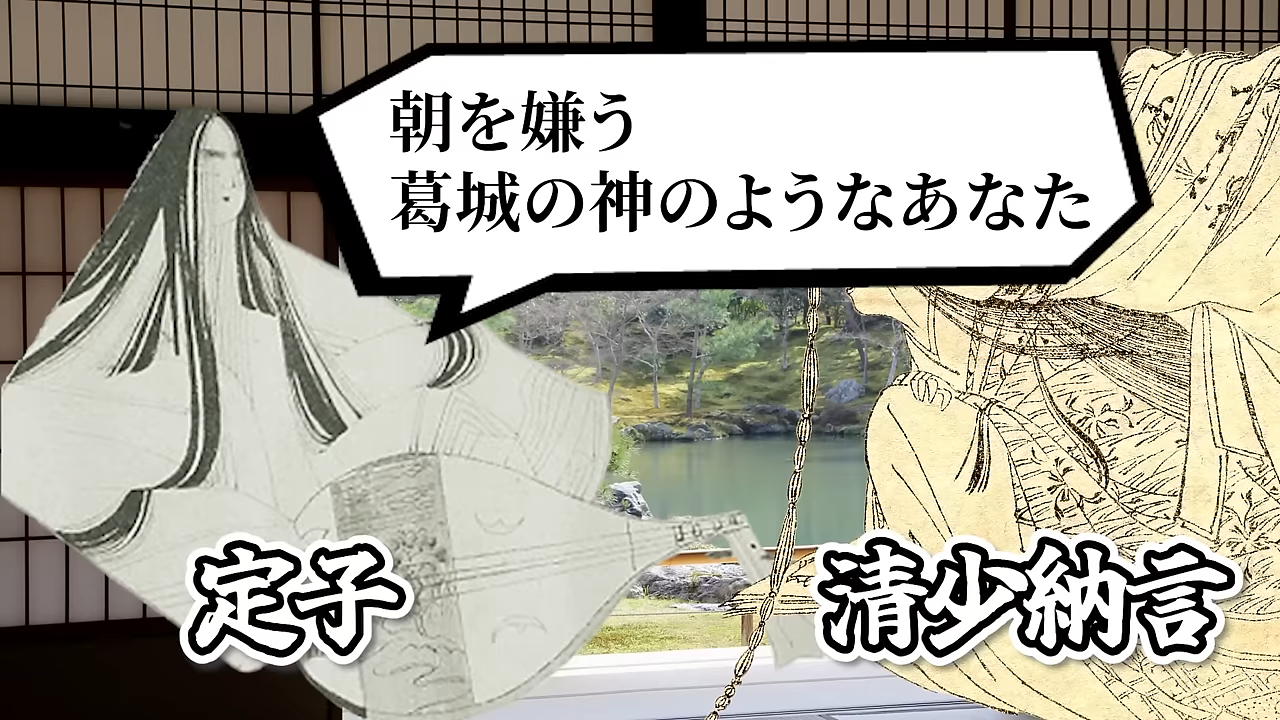 朝を嫌う
葛城の神のようなあなた
定子
清少納言